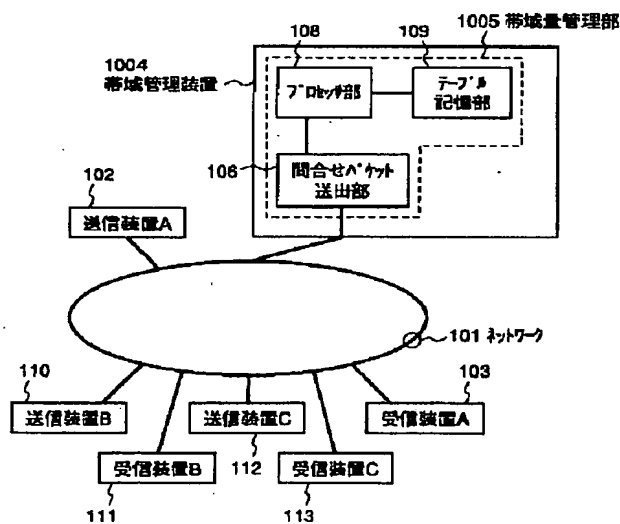 1005 帯域量管理部
108
109
1004
帯域管理装置
プロセッサ部
テーブル
記憶部
106
問合せパケット
送出部
102
送信装置A
101 ネットワーク
110
103
送信装置B
送信装置C
受信装置A
112
受信装置B
受信装置C
111
113